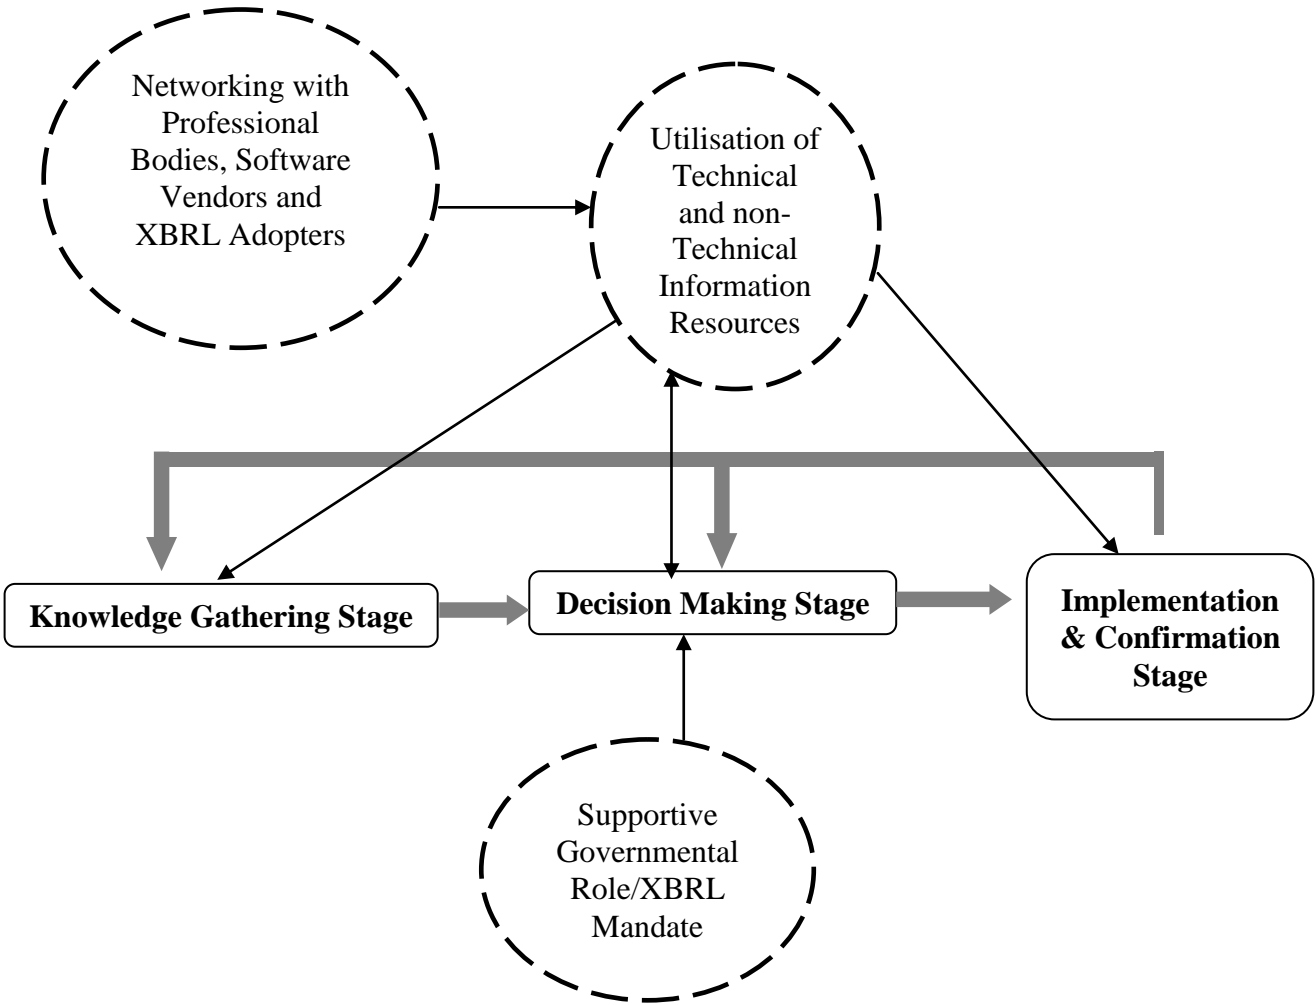 Networking with
Professional
Bodies, Software
Vendors and
XBRL Adopters
Utilisation of
Technical
and non-
Technical
Information
Resources
Knowledge Gathering Stage
Decision Making Stage
Implementation
& Confirmation
Stage
Supportive
Governmental
Role/XBRL
Mandate